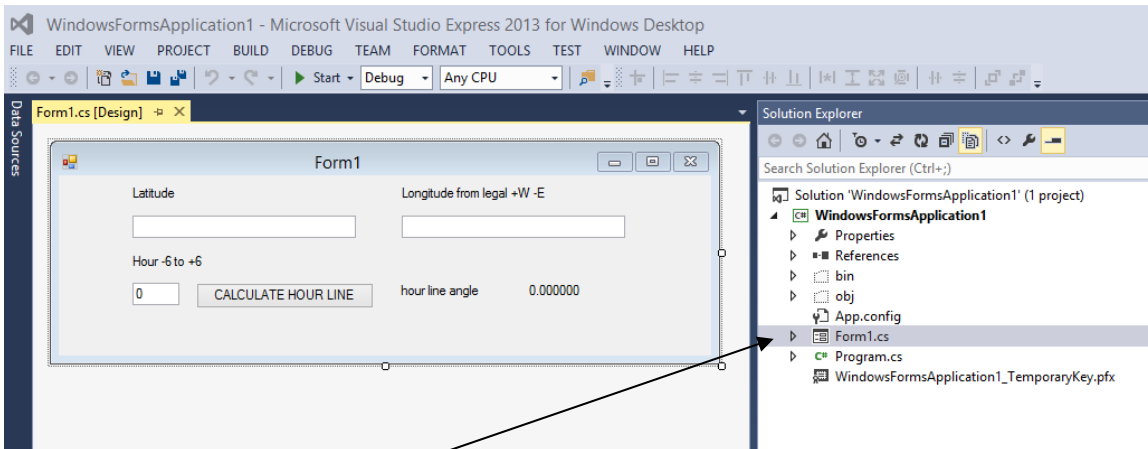 WindowsFormsApplication1 - Microsoft Visual Studio Express 2013 for Windows Desktop
FILE EDIT VIEW PROJECT BUILD DEBUG TEAM FORMAT TOOLS TEST WINDOW HELP
Start Debug Any CPU
Data Sources
Form1.cs [Design]
Form1
Latitude Longitude from legal +W -E
Hour -6 to +6
0 CALCULATE HOUR LINE hour line angle 0.000000
Solution Explorer
Search Solution Explorer (Ctrl+;)
Solution 'WindowsFormsApplication1' (1 project)
C# WindowsFormsApplication1
Properties
References
bin
obj
App.config
Form1.cs
C# Program.cs
WindowsFormsApplication1_TemporaryKey.pfx